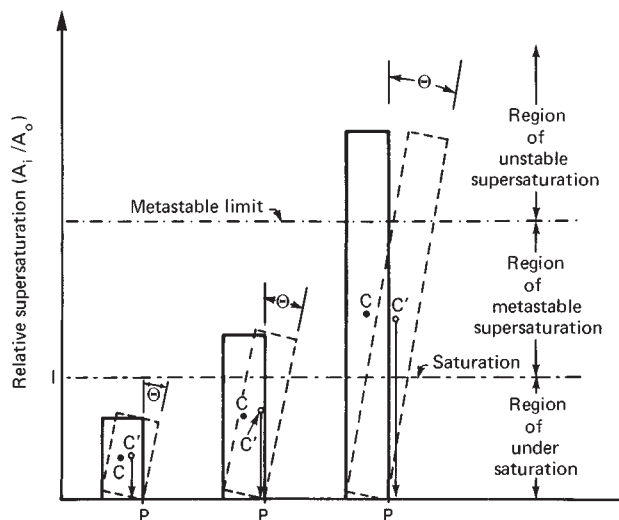 Relative supersaturation (A_i /A_o)
Θ
Region
of
unstable
supersaturation
Metastable limit
Θ
C
C'
Region
of
metastable
supersaturation
Saturation
1
Θ
C
C'
C
C'
Region
of
under
saturation
P
P
P